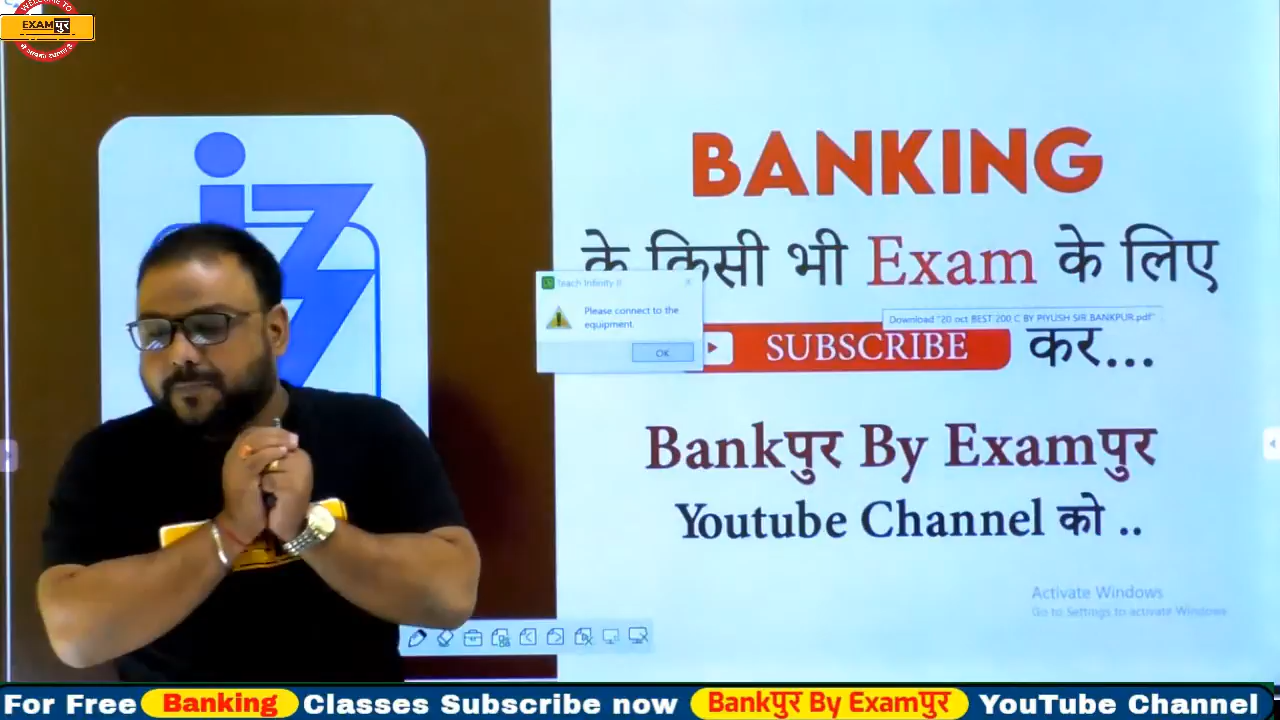 WELCOME TO
EXAMपुर
BANKING
के किसी भी Exam के लिए
Teach Infinity
Please connect to the
equipment.
OK
Download "20 oct BEST 200 C BY PIYUSH SIR BANKPUR.pdf"
SUBSCRIBE कर...
Bankपुर By Examपुर
Youtube Channel को ..
Activate Windows
Go to Settings to activate Windows.
For Free Banking Classes Subscribe now Bankपुर By Examपुर YouTube Channel